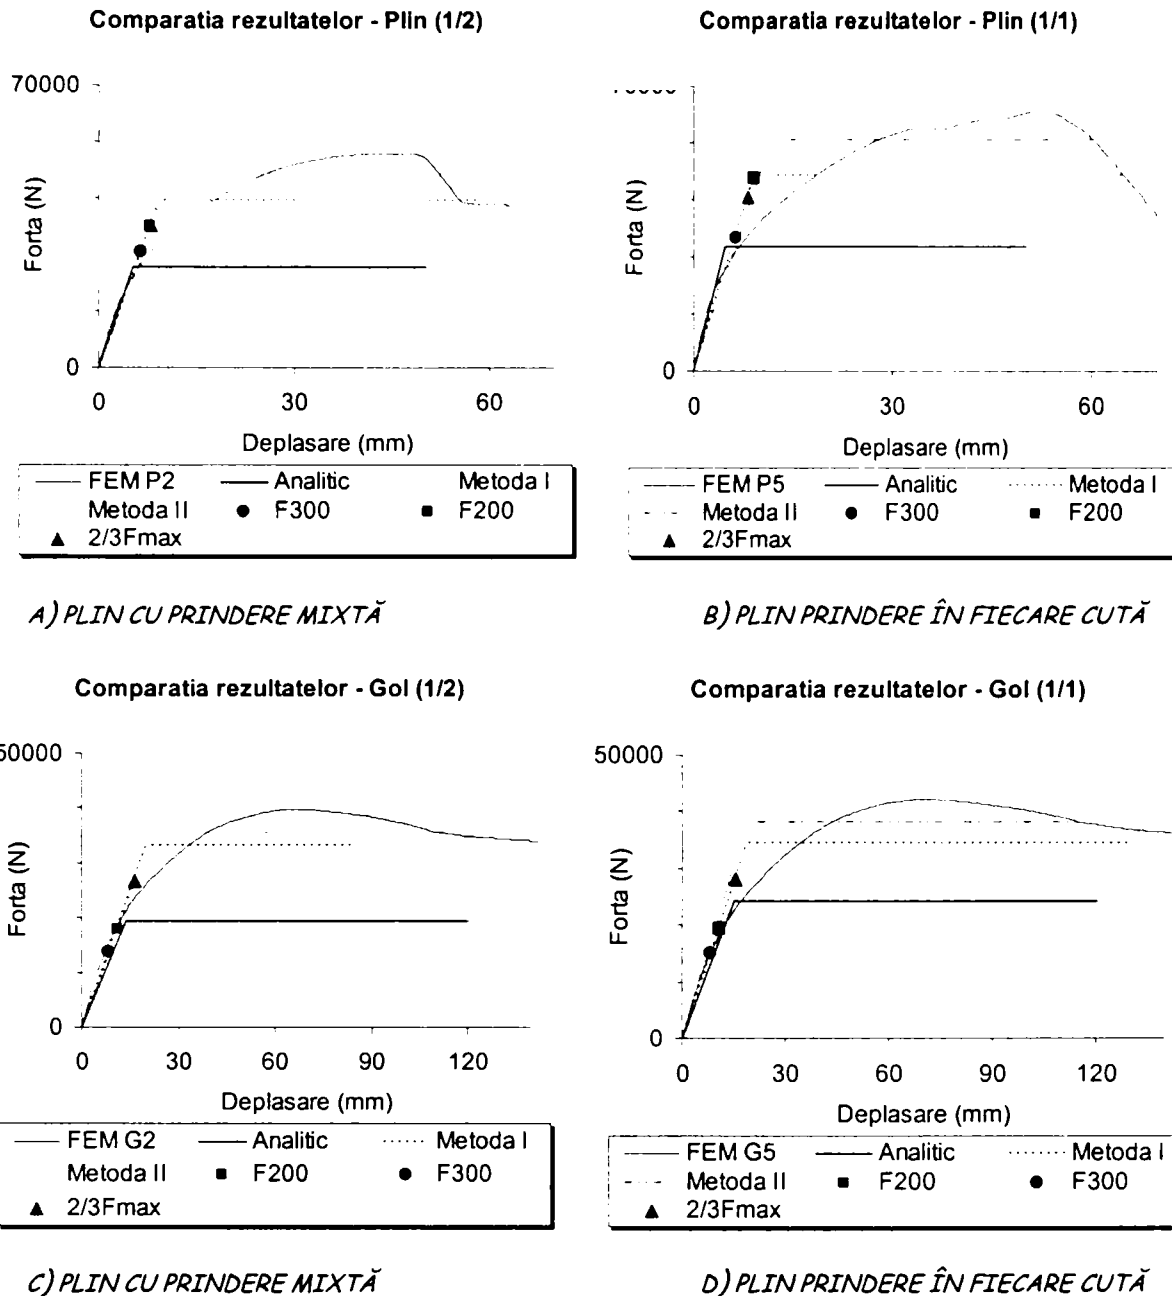 Comparatia rezultatelor - Plin (1/2)
70000
Forta (N)
0
0 30 60
Deplasare (mm)
FEM P2 Analitic Metoda I
Metoda II F300 F200
2/3Fmax
A) PLIN CU PRINDERE MIXTĂ
Comparatia rezultatelor - Plin (1/1)
Forta (N)
0
0 30 60
Deplasare (mm)
FEM P5 Analitic Metoda I
Metoda II F300 F200
2/3Fmax
B) PLIN PRINDERE ÎN FIECARE CUTĂ
Comparatia rezultatelor - Gol (1/2)
50000
Forta (N)
0
0 30 60 90 120
Deplasare (mm)
FEM G2 Analitic Metoda I
Metoda II F200 F300
2/3Fmax
C) PLIN CU PRINDERE MIXTĂ
Comparatia rezultatelor - Gol (1/1)
50000
Forta (N)
0
0 30 60 90 120
Deplasare (mm)
FEM G5 Analitic Metoda I
Metoda II F200 F300
2/3Fmax
D) PLIN PRINDERE ÎN FIECARE CUTĂ